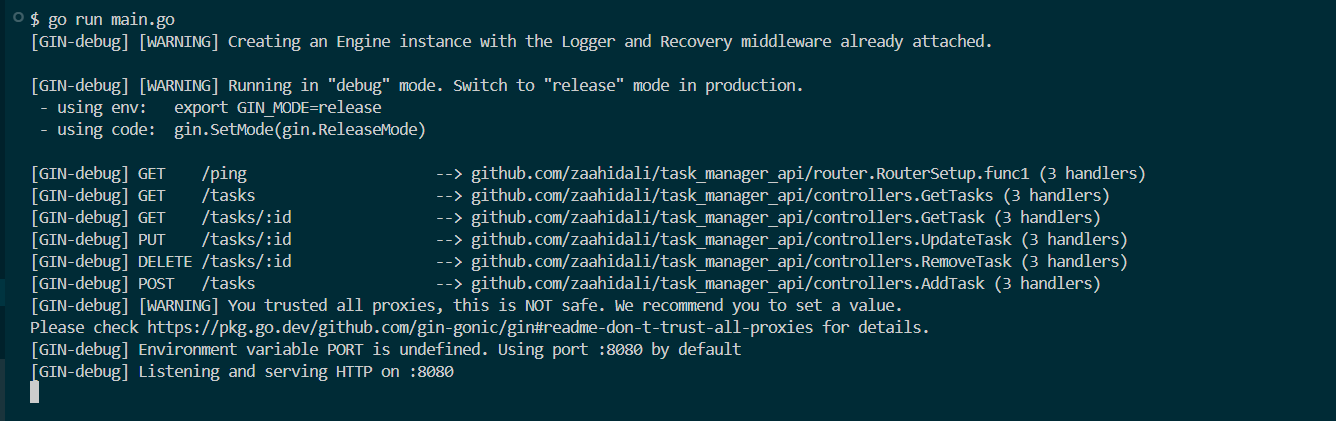 $ go run main.go
[GIN-debug] [WARNING] Creating an Engine instance with the Logger and Recovery middleware already attached.
[GIN-debug] [WARNING] Running in "debug" mode. Switch to "release" mode in production.
- using env: export GIN_MODE=release
- using code: gin.SetMode(gin.ReleaseMode)
[GIN-debug] GET /ping --> github.com/zaahidali/task_manager_api/router.RouterSetup.func1 (3 handlers)
[GIN-debug] GET /tasks --> github.com/zaahidali/task_manager_api/controllers.GetTasks (3 handlers)
[GIN-debug] GET /tasks/:id --> github.com/zaahidali/task_manager_api/controllers.GetTask (3 handlers)
[GIN-debug] PUT /tasks/:id --> github.com/zaahidali/task_manager_api/controllers.UpdateTask (3 handlers)
[GIN-debug] DELETE /tasks/:id --> github.com/zaahidali/task_manager_api/controllers.RemoveTask (3 handlers)
[GIN-debug] POST /tasks --> github.com/zaahidali/task_manager_api/controllers.AddTask (3 handlers)
[GIN-debug] [WARNING] You trusted all proxies, this is NOT safe. We recommend you to set a value.
Please check https://pkg.go.dev/github.com/gin-gonic/gin#readme-don-t-trust-all-proxies for details.
[GIN-debug] Environment variable PORT is undefined. Using port :8080 by default
[GIN-debug] Listening and serving HTTP on :8080